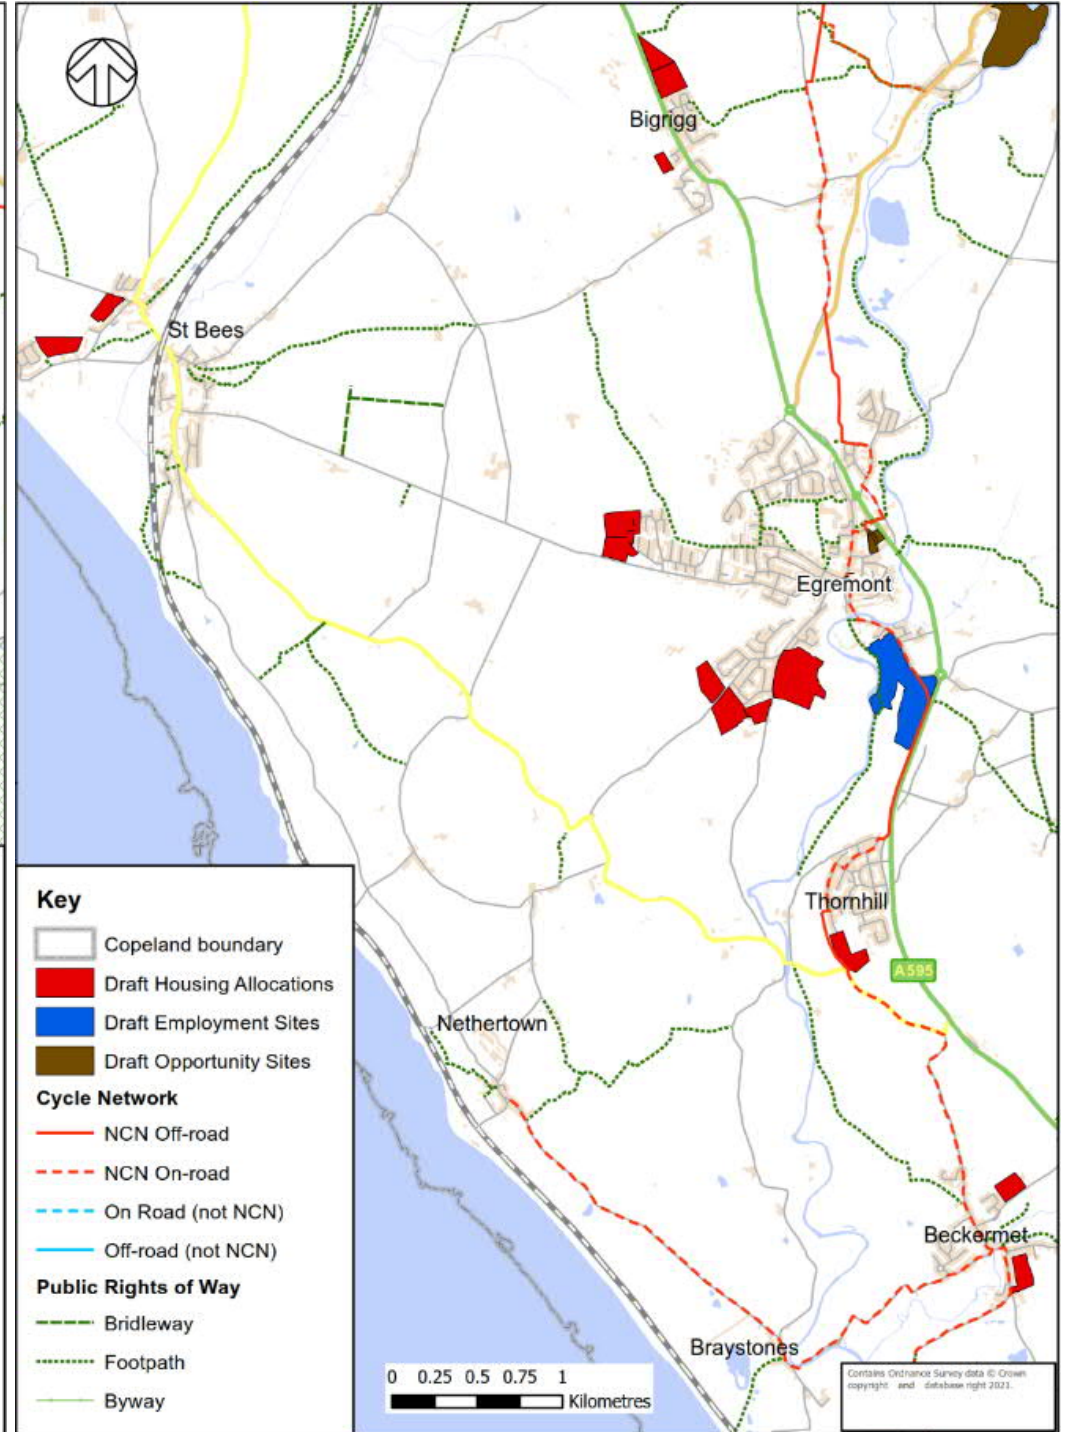 Bigrigg
St Bees
Egremont
Thornhill
A595
Nethertown
Beckermet
Braystones
Key
Copeland boundary
Draft Housing Allocations
Draft Employment Sites
Draft Opportunity Sites
Cycle Network
NCN Off-road
NCN On-road
On Road (not NCN)
Off-road (not NCN)
Public Rights of Way
Bridleway
Footpath
Byway
0 0.25 0.5 0.75 1
Kilometres
Contains Ordnance Survey data © Crown
copyright and database right 2021.